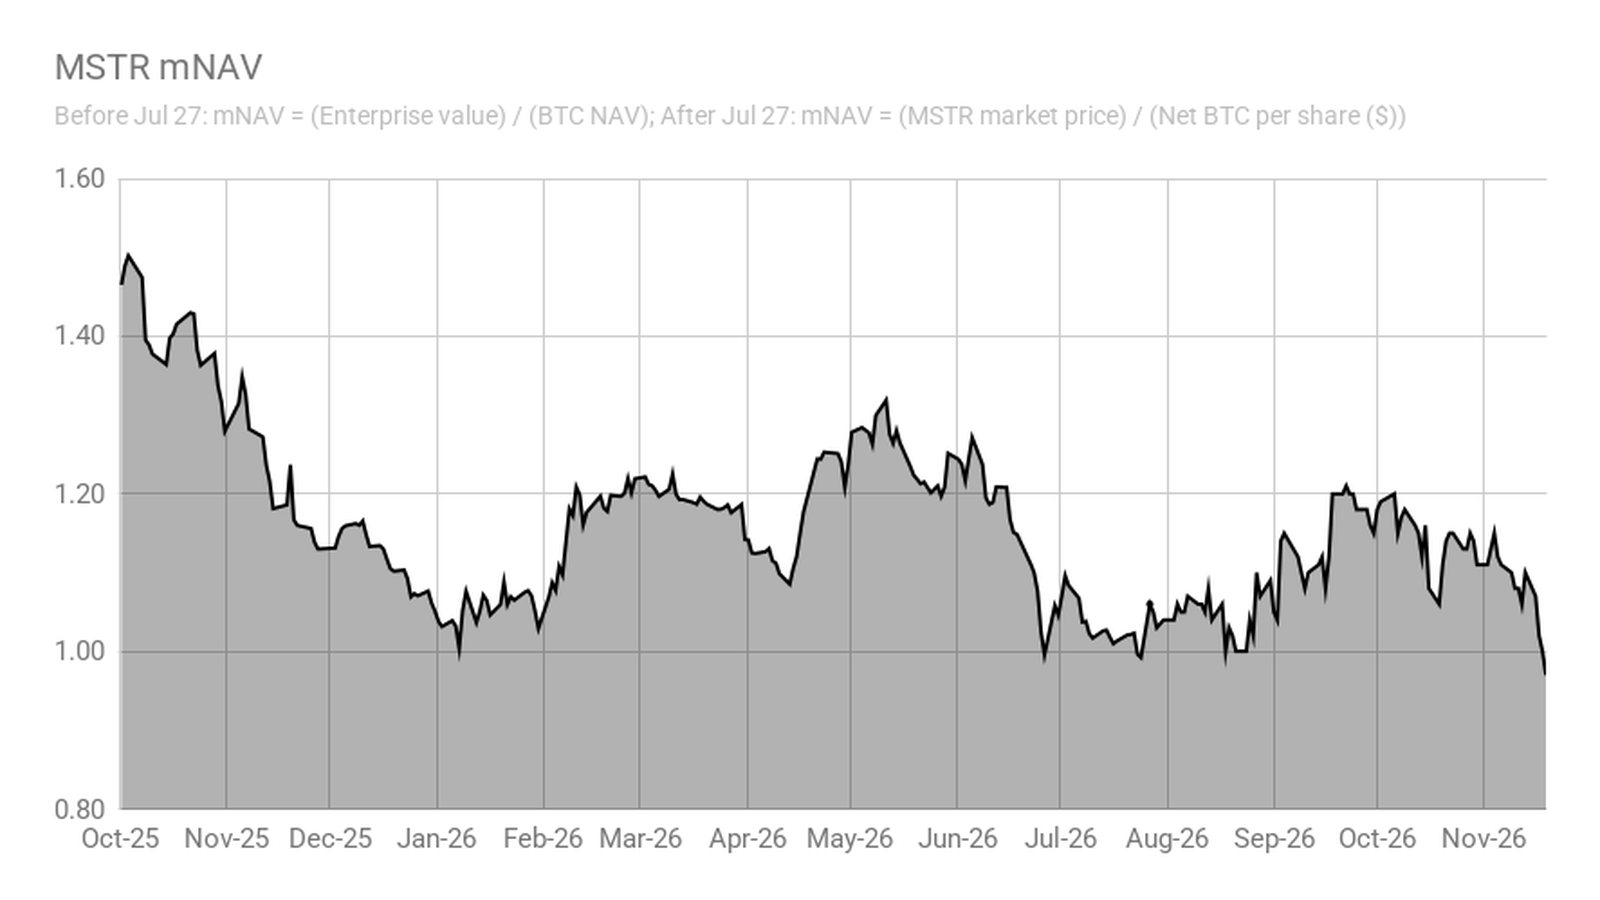 MSTR mNAV
Before Jul 27: mNAV = (Enterprise value) / (BTC NAV); After Jul 27: mNAV = (MSTR market price) / (Net BTC per share ($))
1.60
1.40
1.20
1.00
0.80
Oct-25 Nov-25 Dec-25 Jan-26 Feb-26 Mar-26 Apr-26 May-26 Jun-26 Jul-26 Aug-26 Sep-26 Oct-26 Nov-26